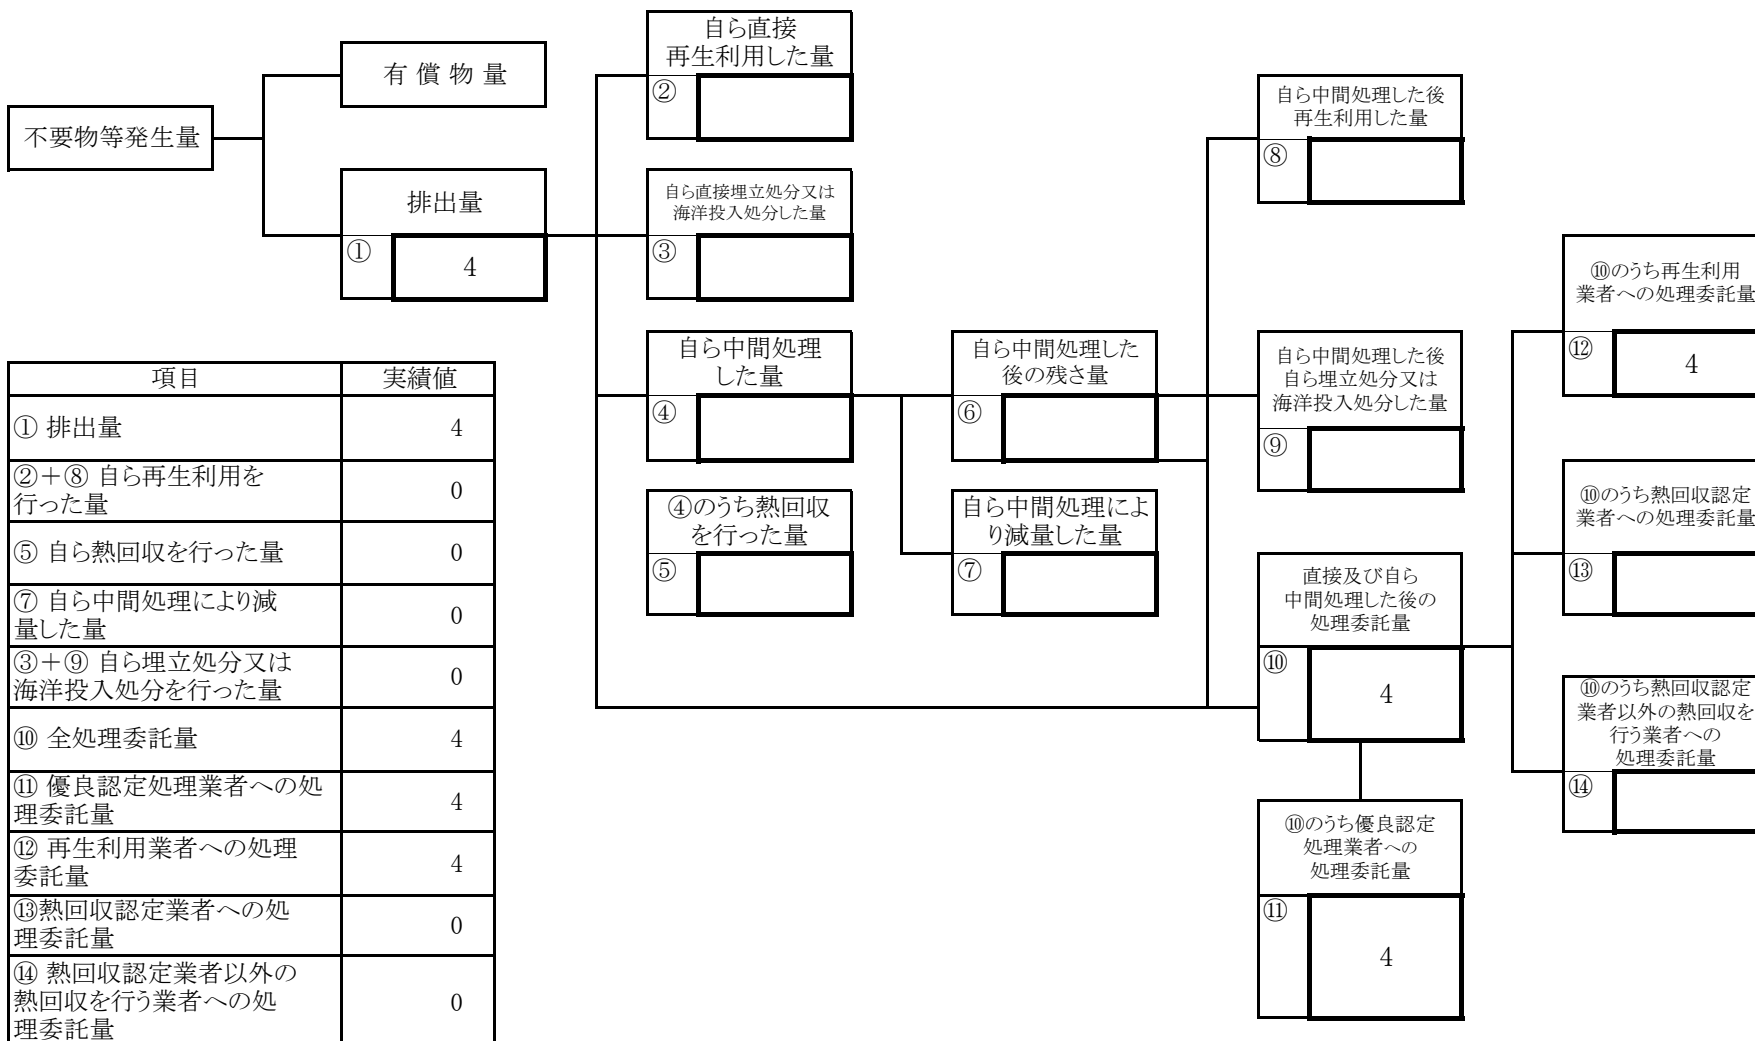 自ら直接
再生利用した量
②
有 償 物 量
不要物等発生量
排出量
①
4
自ら直接埋立処分又は
海洋投入処分した量
③
自ら中間処理
した量
④
④のうち熱回収
を行った量
⑤
自ら中間処理した
後の残さ量
⑥
自ら中間処理によ
り減量した量
⑦
自ら中間処理した後
再生利用した量
⑧
自ら中間処理した後
自ら埋立処分又は
海洋投入処分した量
⑨
直接及び自ら
中間処理した後の
処理委託量
⑩
4
⑩のうち優良認定
処理業者への
処理委託量
⑪
4
⑩のうち再生利用
業者への処理委託量
⑫
4
⑩のうち熱回収認定
業者への処理委託量
⑬
⑩のうち熱回収認定
業者以外の熱回収を
行う業者への
処理委託量
⑭
項目 実績値
① 排出量 4
②+⑧ 自ら再生利用を
行った量 0
⑤ 自ら熱回収を行った量 0
⑦ 自ら中間処理により減
量した量 0
③+⑨ 自ら埋立処分又は
海洋投入処分を行った量 0
⑩ 全処理委託量 4
⑪ 優良認定処理業者への処
理委託量 4
⑫ 再生利用業者への処理
委託量 4
⑬熱回収認定業者への処
理委託量 0
⑭ 熱回収認定業者以外の
熱回収を行う業者への処
理委託量 0